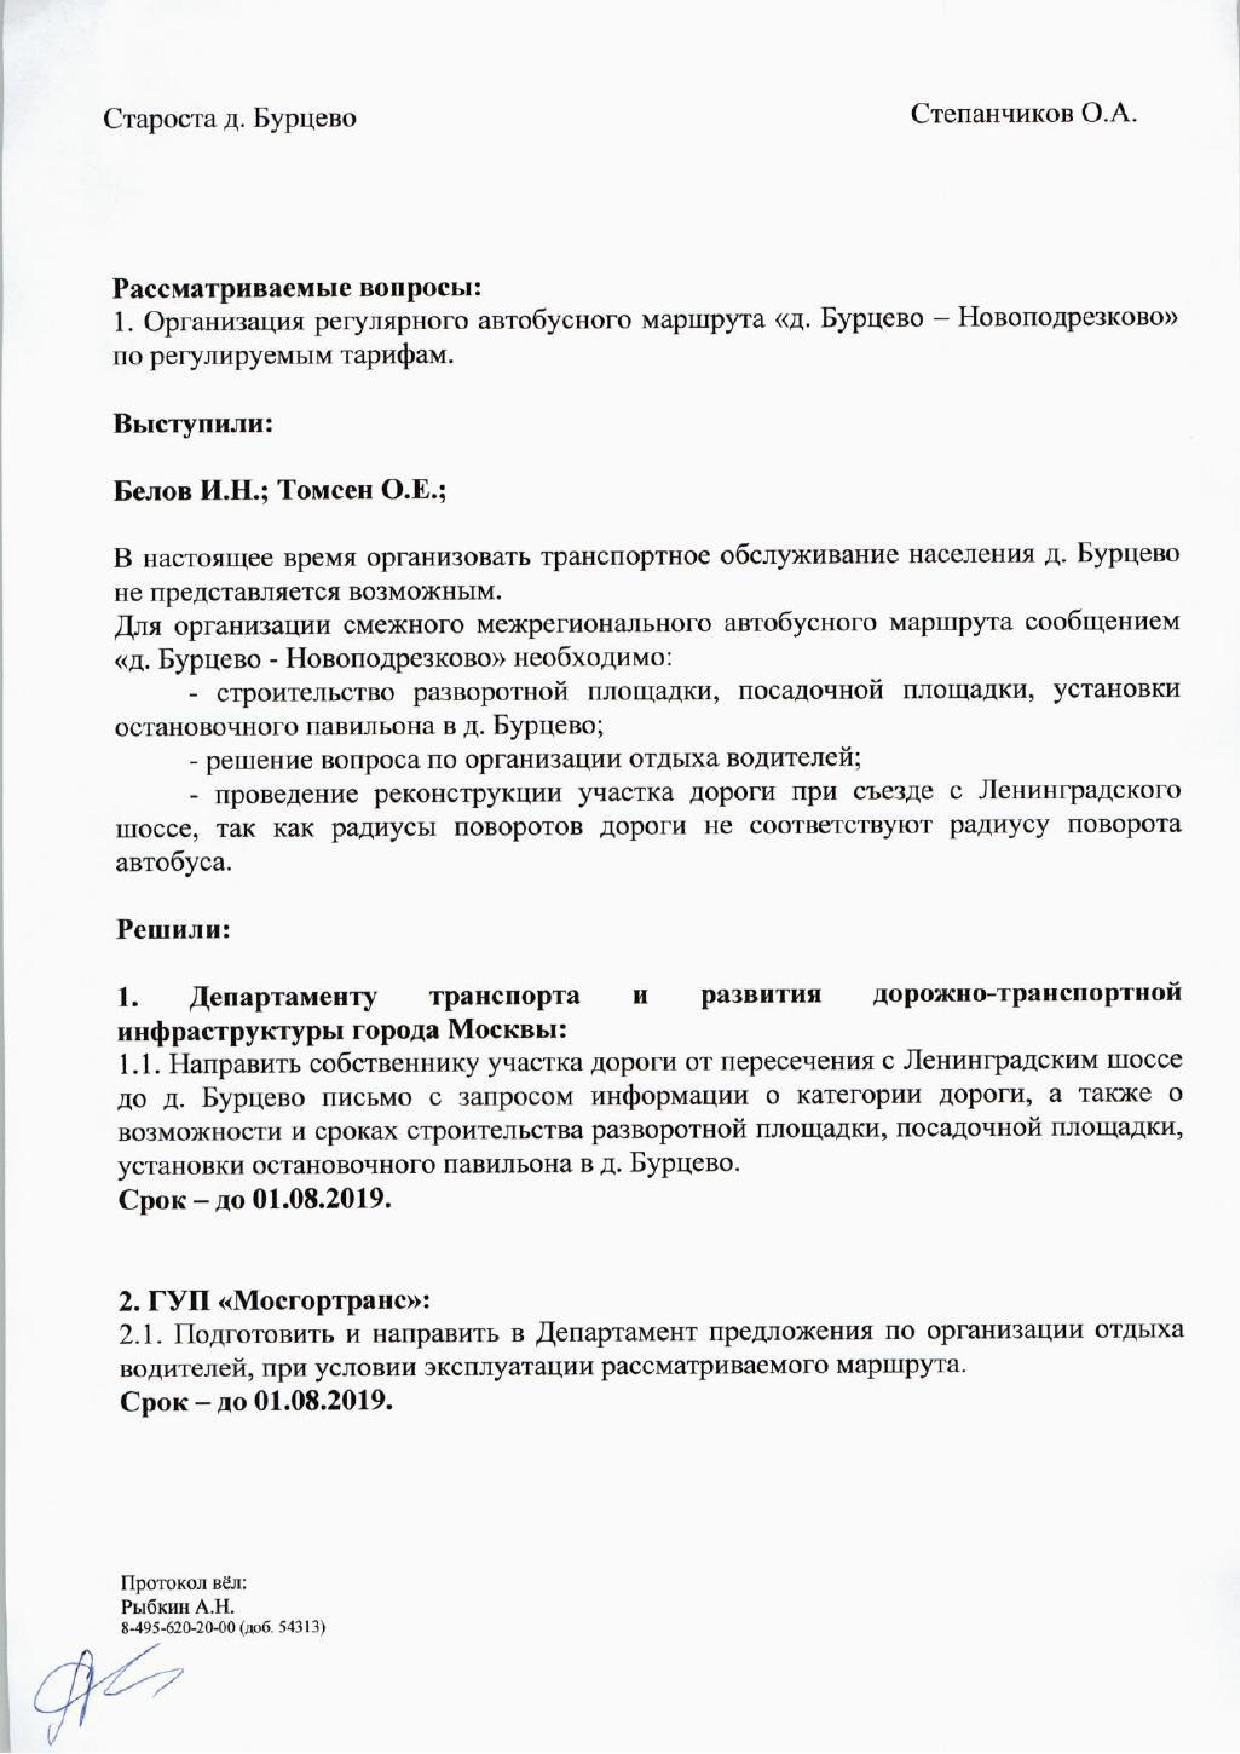 Староста д. Бурцево Степанчиков О.А.
Рассматриваемые вопросы:
1. Организация регулярного автобусного маршрута «д. Бурцево – Новоподрезково»
по регулируемым тарифам.
Выступили:
Белов И.Н.; Томсен О.Е.;
В настоящее время организовать транспортное обслуживание населения д. Бурцево
не представляется возможным.
Для организации смежного межрегионального автобусного маршрута сообщением
«д. Бурцево - Новоподрезково» необходимо:
- строительство разворотной площадки, посадочной площадки, установки
остановочного павильона в д. Бурцево;
- решение вопроса по организации отдыха водителей;
- проведение реконструкции участка дороги при съезде с Ленинградского
шоссе, так как радиусы поворотов дороги не соответствуют радиусу поворота
автобуса.
Решили:
1. Департаменту транспорта и развития дорожно-транспортной
инфраструктуры города Москвы:
1.1. Направить собственнику участка дороги от пересечения с Ленинградским шоссе
до д. Бурцево письмо с запросом информации о категории дороги, а также о
возможности и сроках строительства разворотной площадки, посадочной площадки,
установки остановочного павильона в д. Бурцево.
Срок – до 01.08.2019.
2. ГУП «Мосгортранс»:
2.1. Подготовить и направить в Департамент предложения по организации отдыха
водителей, при условии эксплуатации рассматриваемого маршрута.
Срок – до 01.08.2019.
Протокол вёл:
Рыбкин А.Н.
8-495-620-20-00 (доб. 54313)